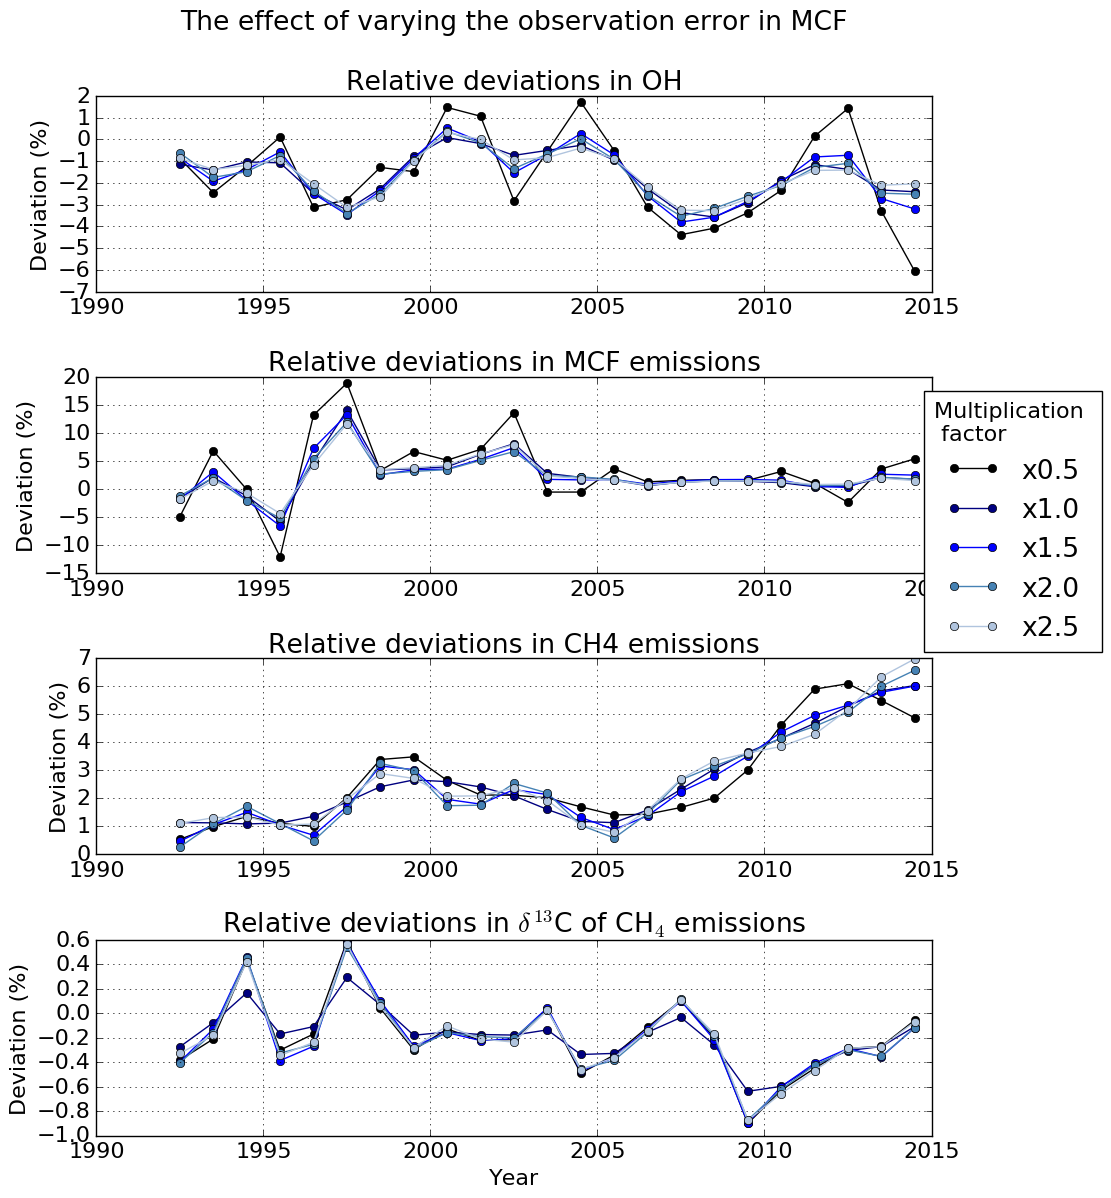 The effect of varying the observation error in MCF
Relative deviations in OH
Deviation (%)
2
1
0
−1
−2
−3
−4
−5
−6
−7
1990 1995 2000 2005 2010 2015
Relative deviations in MCF emissions
Deviation (%)
20
15
10
5
0
−5
−10
−15
1990 1995 2000 2005 2010 20
Multiplication
factor
x0.5
x1.0
x1.5
x2.0
x2.5
Relative deviations in CH4 emissions
Deviation (%)
7
6
5
4
3
2
1
0
1990 1995 2000 2005 2010 2015
Relative deviations in δ¹³C of CH₄ emissions
Deviation (%)
0.6
0.4
0.2
0.0
−0.2
−0.4
−0.6
−0.8
−1.0
1990 1995 2000 2005 2010 2015
Year